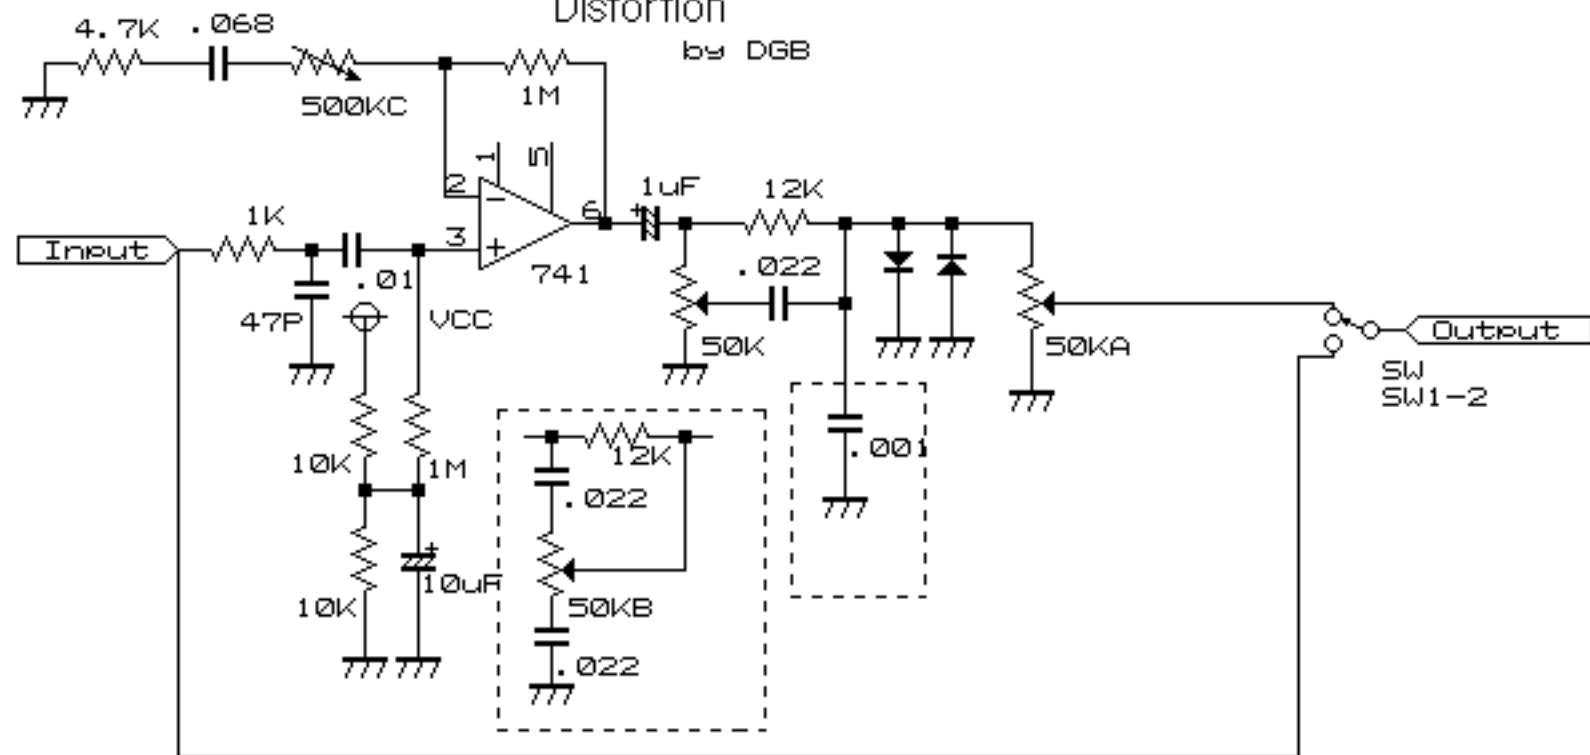 Distortion
by DGB
4.7K
.068
500KC
1M
1
5
2
3
6
741
1uF
12K
1K
Input
.01
47P
VCC
.022
50K
50KA
Output
SW
SW1-2
10K
1M
10K
10uF
12K
.022
50KB
.022
.001